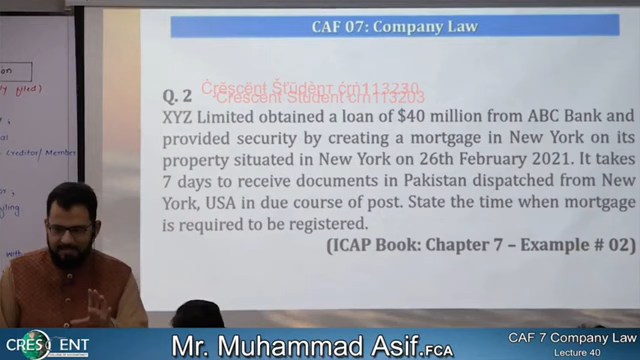 CAF 07: Company Law
Q. 2
Crescent Student crn113203
XYZ Limited obtained a loan of $40 million from ABC Bank and
provided security by creating a mortgage in New York on its
property situated in New York on 26th February 2021. It takes
7 days to receive documents in Pakistan dispatched from New
York, USA in due course of post. State the time when mortgage
is required to be registered.
(ICAP Book: Chapter 7 – Example # 02)
Creditor/Member
with
CRESCENT
Mr. Muhammad Asif.FCA
CAF 7 Company Law
Lecture 40